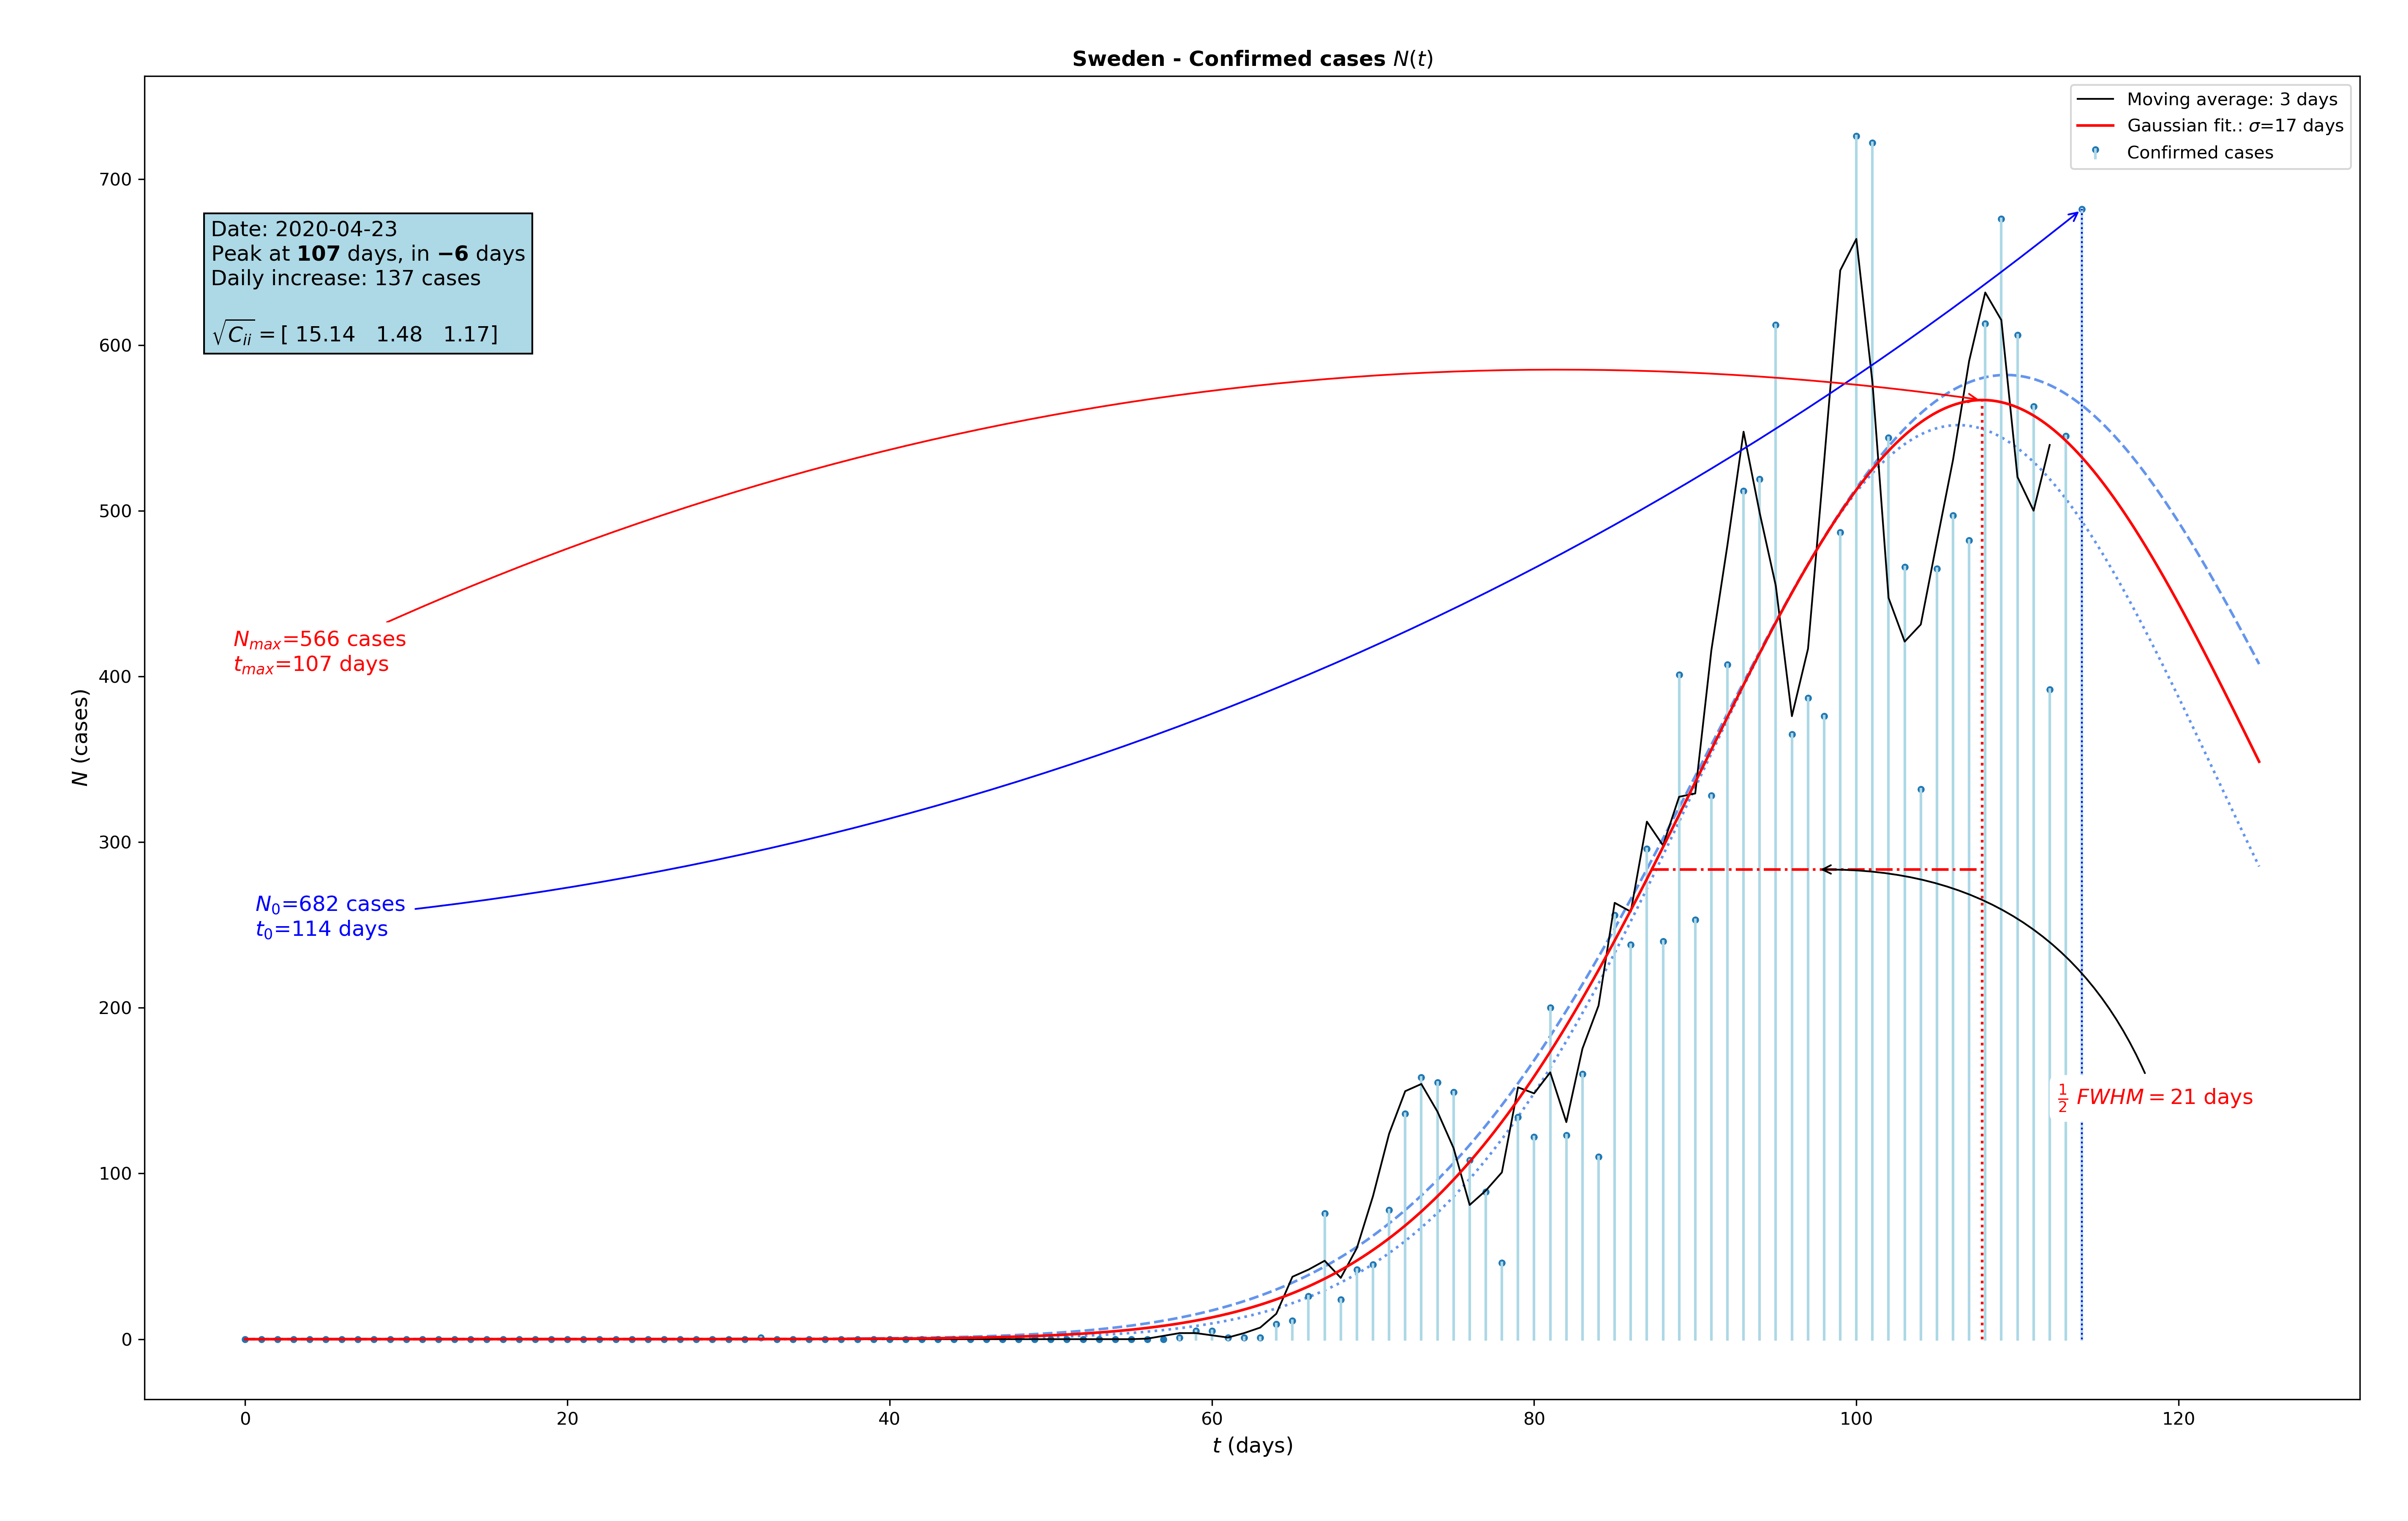 Sweden - Confirmed cases N(t)
Moving average: 3 days
Gaussian fit.: σ=17 days
Confirmed cases
Date: 2020-04-23
Peak at 107 days, in −6 days
Daily increase: 137 cases
√C_ii = [ 15.14 1.48 1.17]
N_max=566 cases
t_max=107 days
N_0=682 cases
t_0=114 days
½ FWHM = 21 days
N (cases)
700
600
500
400
300
200
100
0
0 20 40 60 80 100 120
t (days)